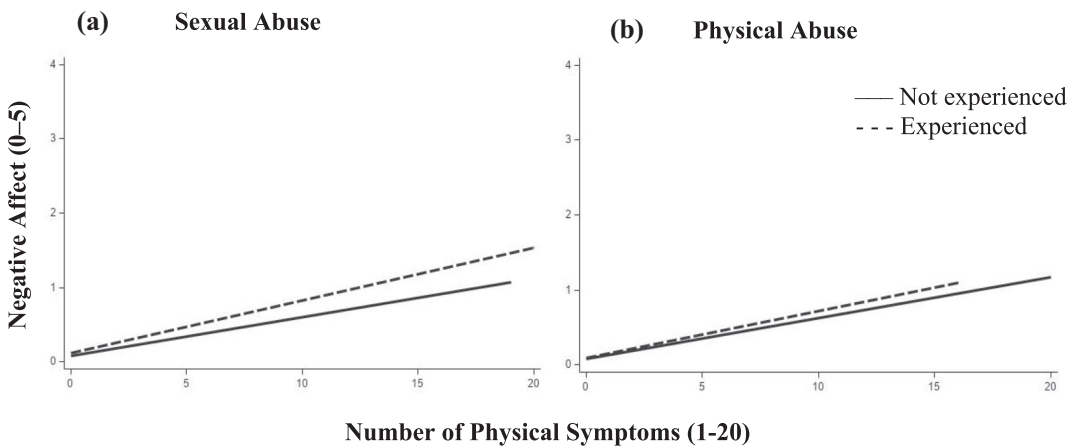 (a) Sexual Abuse
(b) Physical Abuse
Negative Affect (0–5)
4
3
2
1
0
0 5 10 15 20
4
3
2
1
0
0 5 10 15 20
Not experienced
Experienced
Number of Physical Symptoms (1-20)